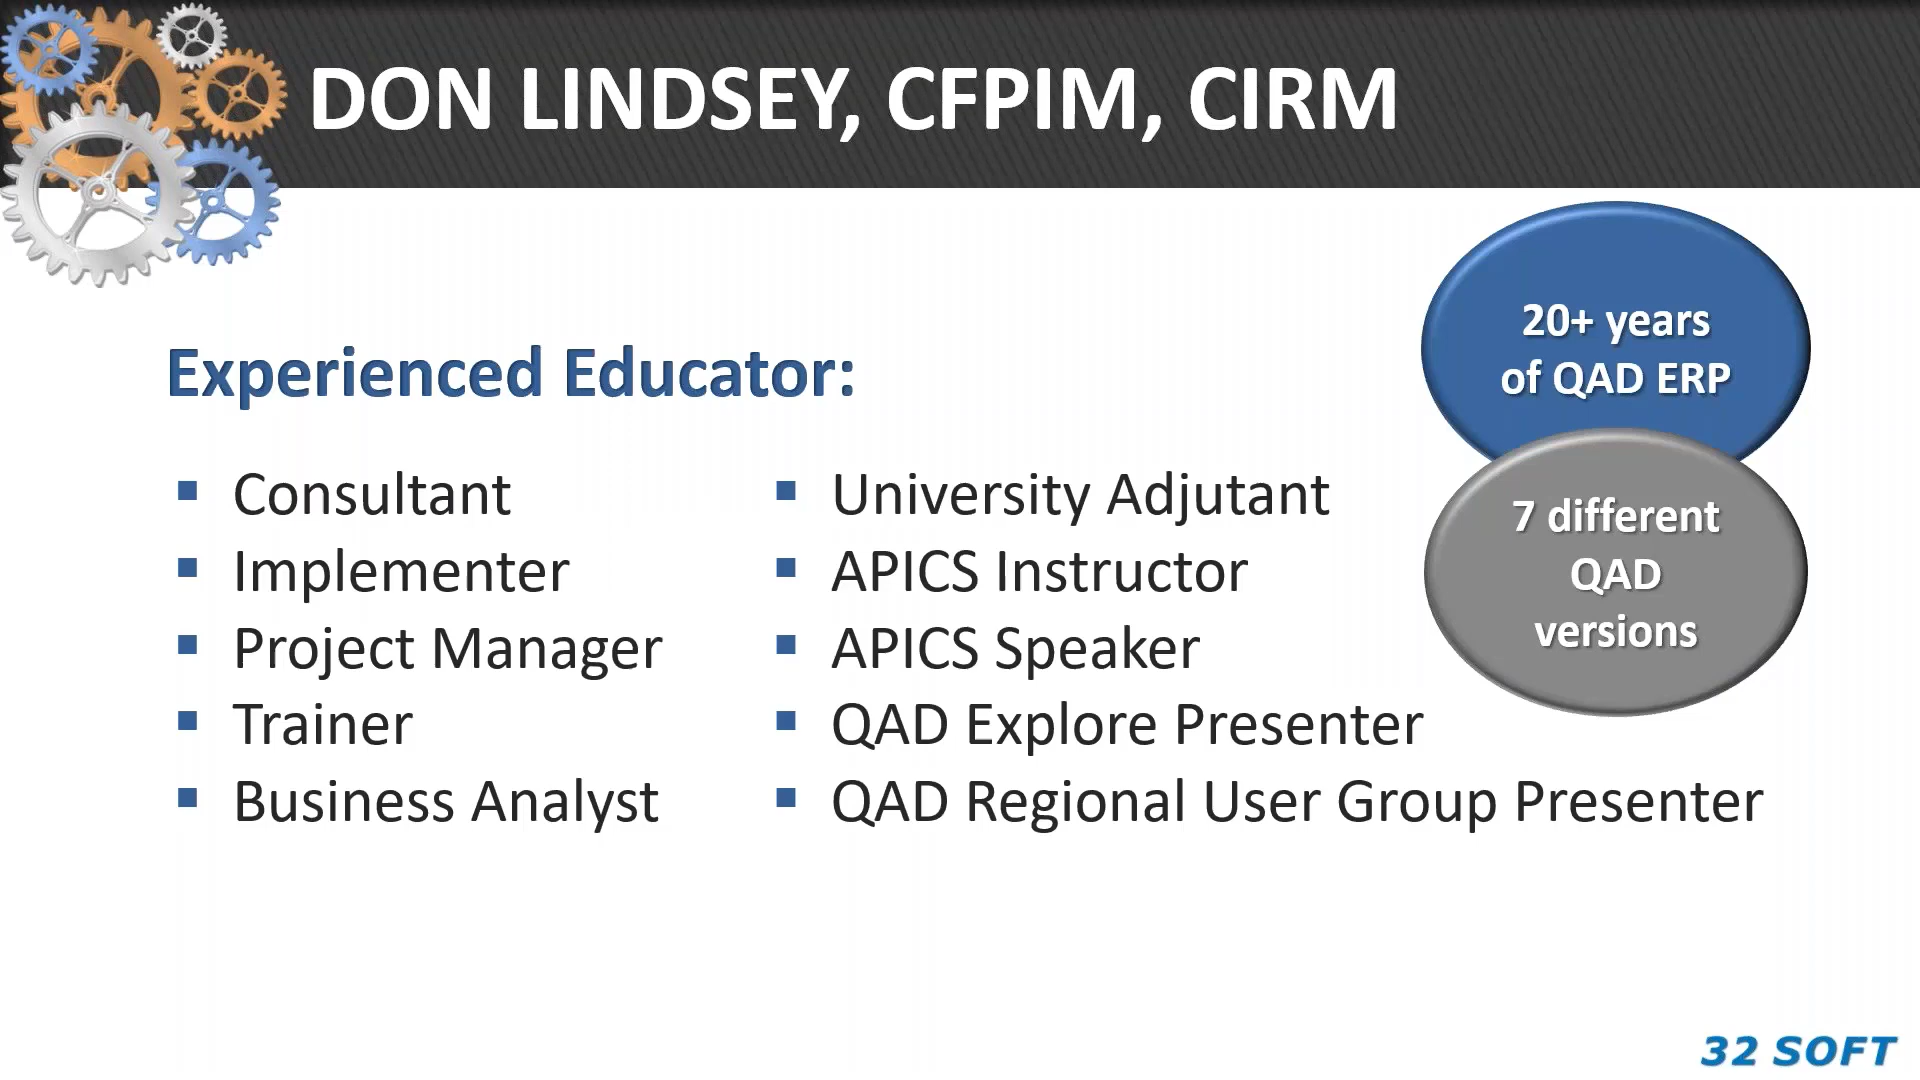 DON LINDSEY, CFPIM, CIRM
20+ years
of QAD ERP
7 different
QAD
versions
Experienced Educator:
Consultant
Implementer
Project Manager
Trainer
Business Analyst
University Adjutant
APICS Instructor
APICS Speaker
QAD Explore Presenter
QAD Regional User Group Presenter
32 SOFT